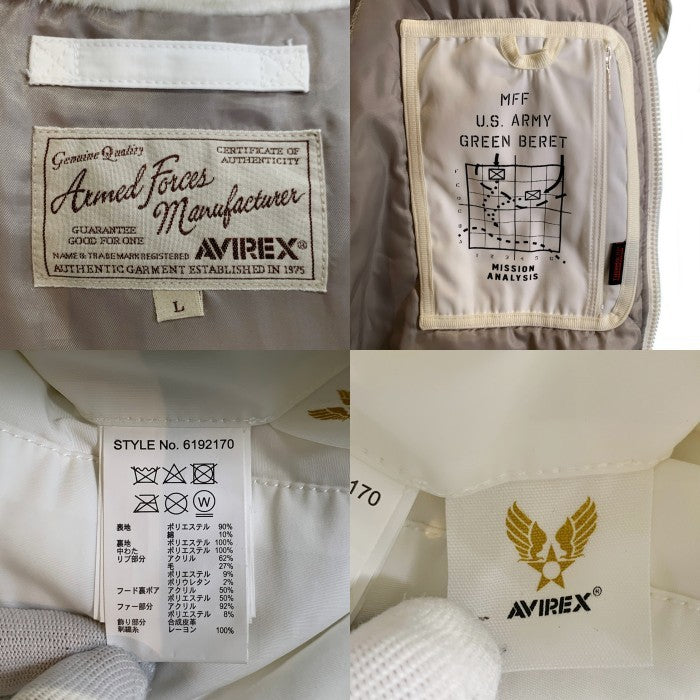 Genuine Quality
CERTIFICATE OF
AUTHENTICITY
Armed Forces
Manufacturer
GUARANTEE
GOOD FOR ONE
NAME & TRADE MARK REGISTERED
AVIREX®
AUTHENTIC GARMENT ESTABLISHED IN 1975
L
MFF
U.S. ARMY
GREEN BERET
MISSION
ANALYSIS
STYLE No. 6192170
W
表地 ポリエステル 90%
綿 10%
裏地 ポリエステル 100%
中わた ポリエステル 100%
リブ部分 アクリル 62%
毛 27%
ポリエステル 9%
ポリウレタン 2%
フード裏ボア アクリル 50%
ポリエステル 50%
ファー部分 アクリル 92%
ポリエステル 8%
飾り部分 合成皮革
刺繍糸 レーヨン 100%
170
AVIREX®